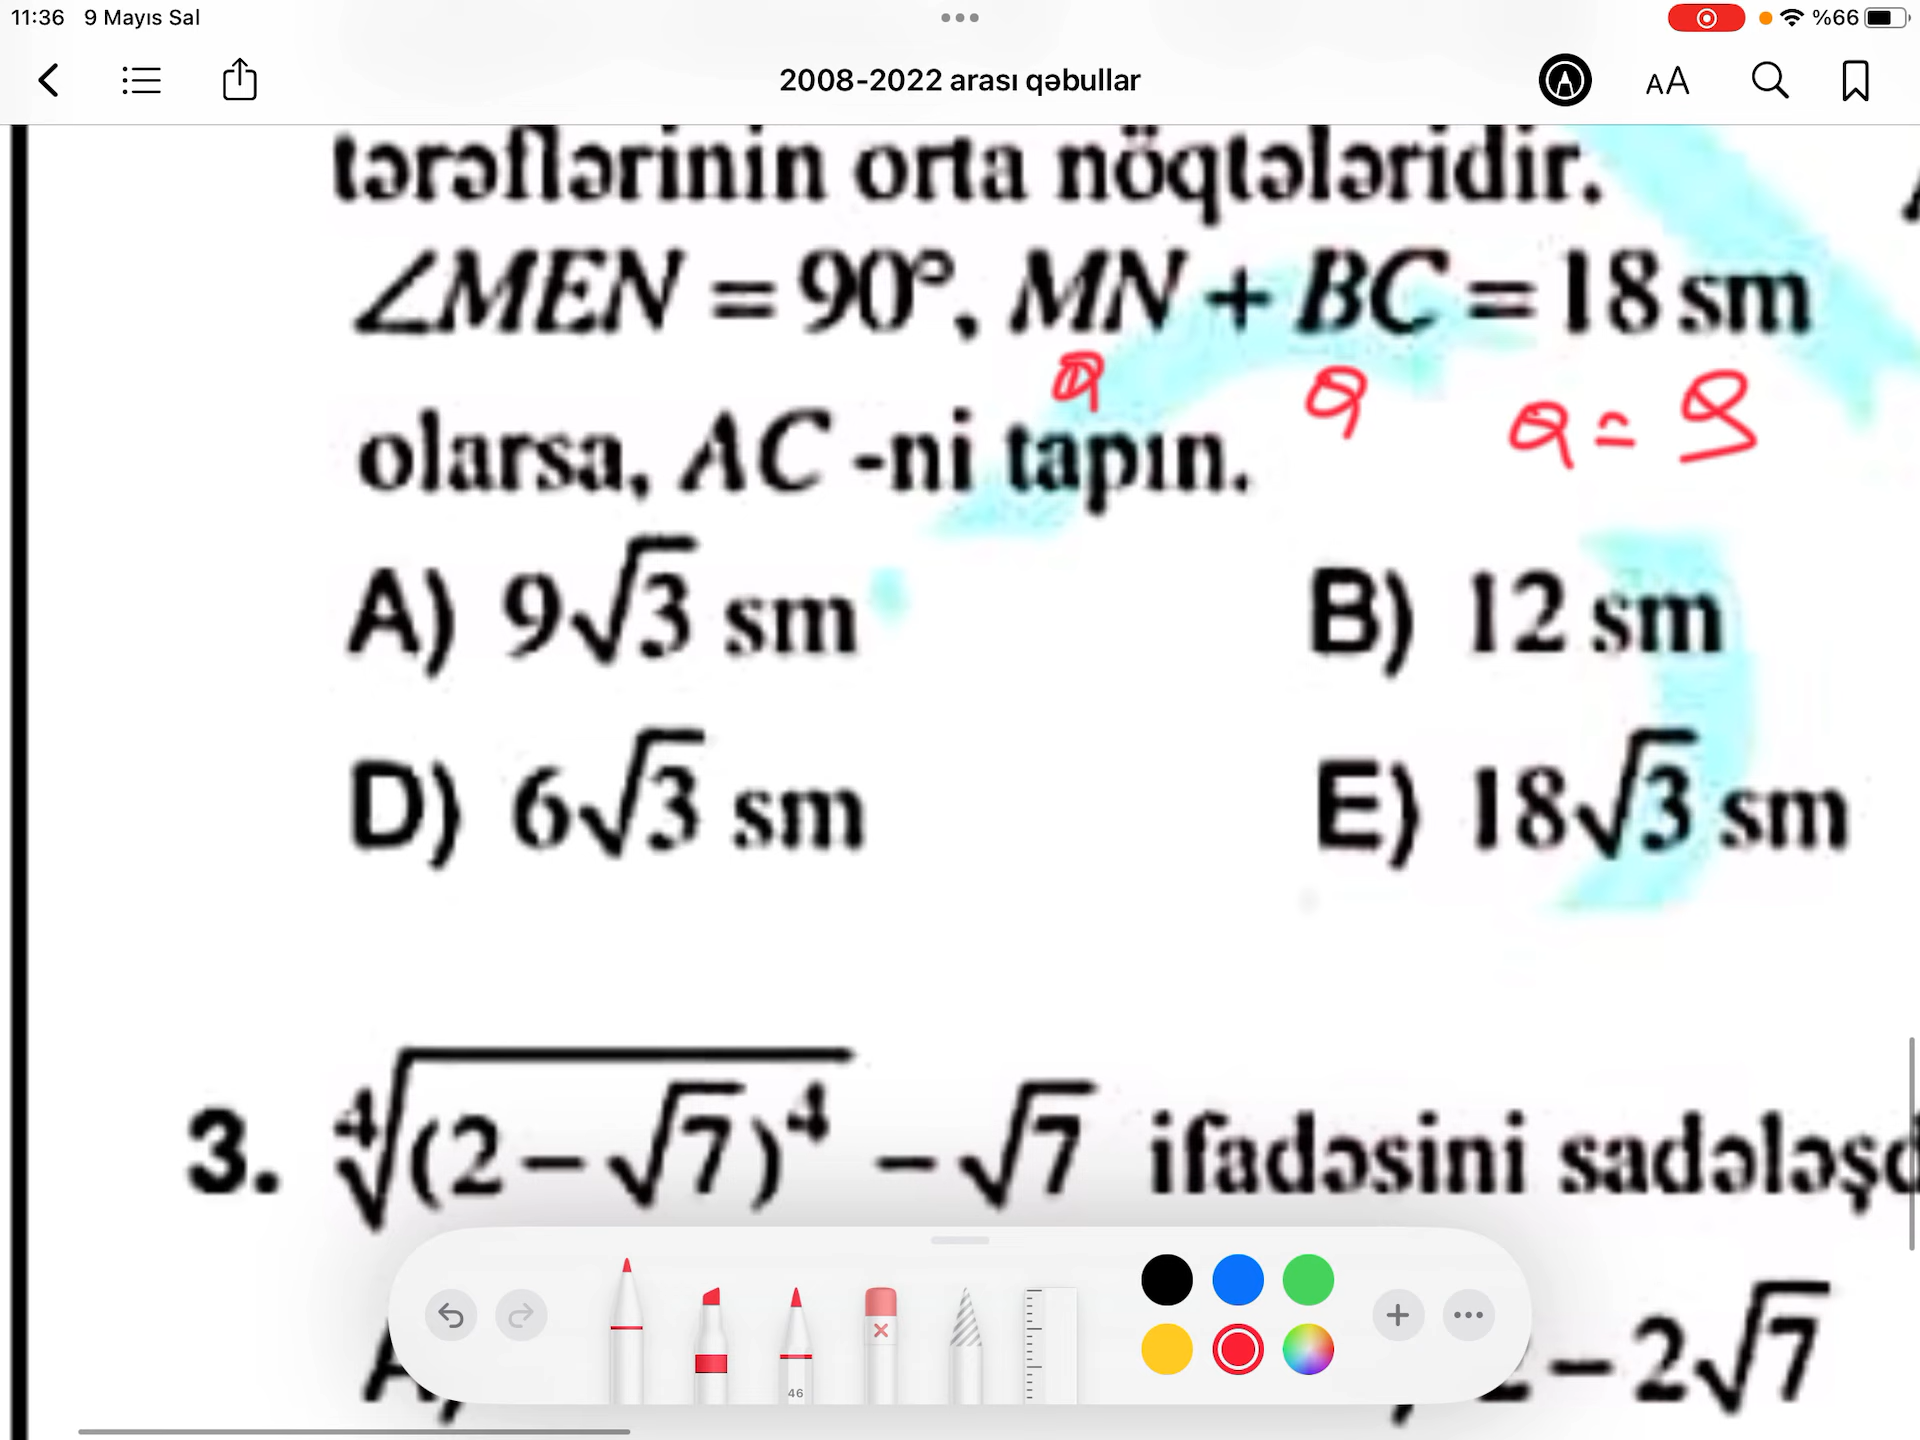 11:36 9 Mayıs Sal
%66
2008-2022 arası qəbullar
AA
tərəflərinin orta nöqtələridir.
∠MEN = 90°, MN + BC = 18 sm
a a a = 9
olarsa, AC -ni tapın.
A) 9√3 sm B) 12 sm
D) 6√3 sm E) 18√3 sm
3. ∜(2 − √7)⁴ − √7 ifadəsini
46
− 2√7